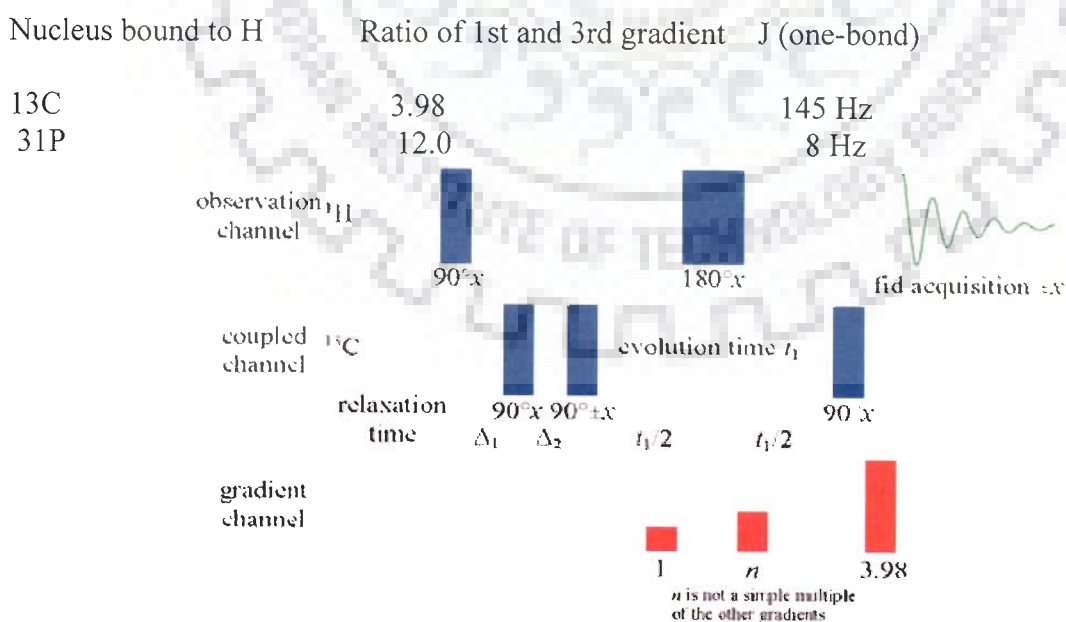 Nucleus bound to H Ratio of 1st and 3rd gradient J (one-bond)
13C 3.98 145 Hz
31P 12.0 8 Hz
observation channel ¹H
90°x 180°x
fid acquisition ±x
coupled channel ¹³C
evolution time t₁
relaxation time
90°x 90°±x 90°x
Δ₁ Δ₂ t₁/2 t₁/2
gradient channel
1 n 3.98
n is not a simple multiple
of the other gradients
OF TECHNOLOGY